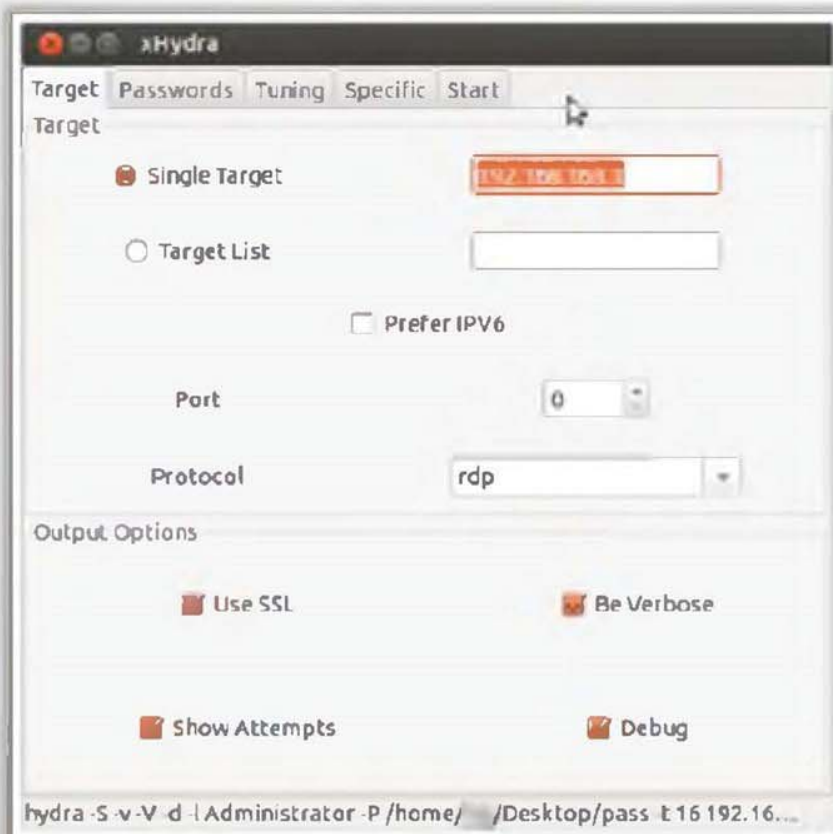 xHydra
Target Passwords Tuning Specific Start
Target
Single Target
Target List
Prefer IPV6
Port 0
Protocol rdp
Output Options
Use SSL Be Verbose
Show Attempts Debug
hydra -S -v -V -d -l Administrator -P /home/ /Desktop/pass -t 16 192.16...